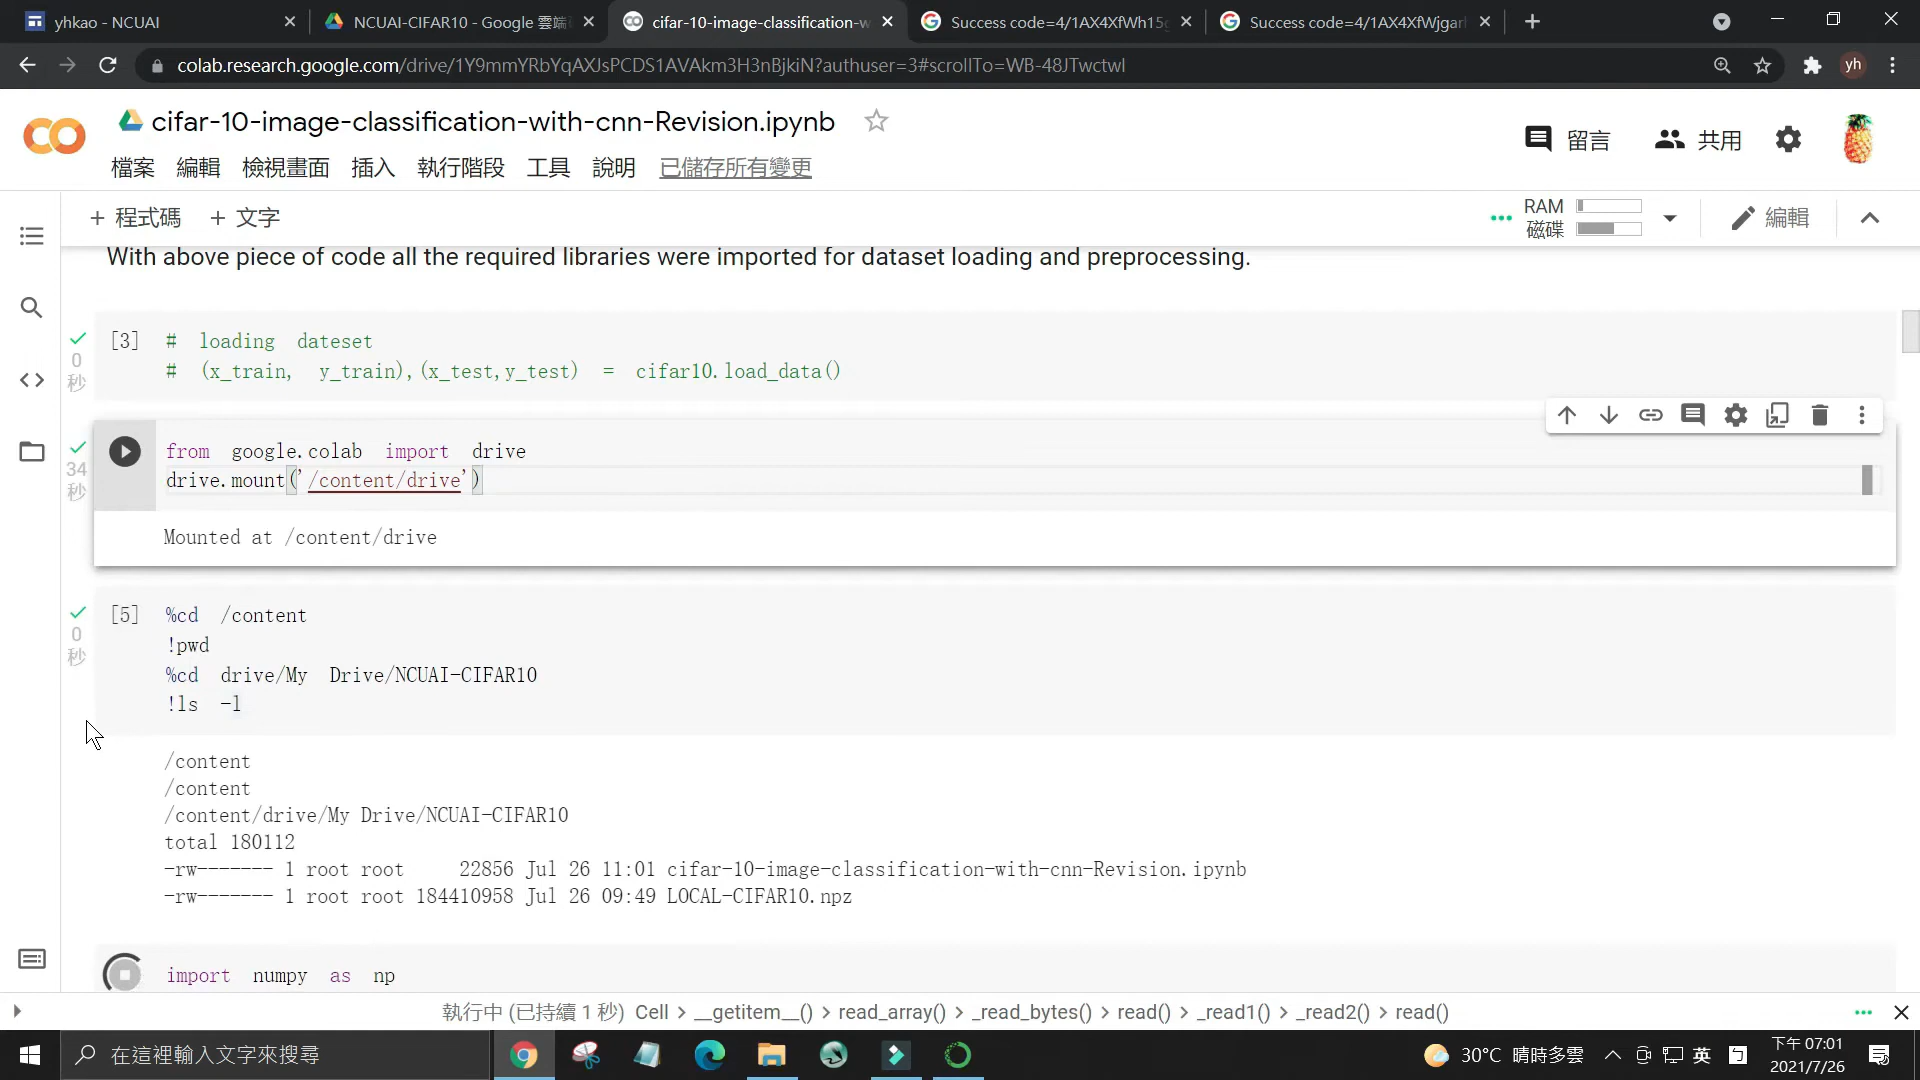 yhkao - NCUAI
NCUAI-CIFAR10 - Google 雲端
cifar-10-image-classification-w
Success code=4/1AX4XfWh15
Success code=4/1AX4XfWjgarl
colab.research.google.com/drive/1Y9mmYRbYqAXJsPCDS1AVAkm3H3nBjkiN?authuser=3#scrollTo=WB-48JTwctwI
yh
cifar-10-image-classification-with-cnn-Revision.ipynb
留言
共用
檔案 編輯 檢視畫面 插入 執行階段 工具 說明 已儲存所有變更
+ 程式碼 + 文字
RAM
磁碟
編輯
With above piece of code all the required libraries were imported for dataset loading and preprocessing.
0
秒
[3]
# loading dateset
# (x_train, y_train),(x_test,y_test) = cifar10.load_data()
34
秒
from google.colab import drive
drive.mount('/content/drive')
Mounted at /content/drive
0
秒
[5]
%cd /content
!pwd
%cd drive/My Drive/NCUAI-CIFAR10
!ls -l
/content
/content
/content/drive/My Drive/NCUAI-CIFAR10
total 180112
-rw------- 1 root root 22856 Jul 26 11:01 cifar-10-image-classification-with-cnn-Revision.ipynb
-rw------- 1 root root 184410958 Jul 26 09:49 LOCAL-CIFAR10.npz
import numpy as np
執行中 (已持續 1 秒) Cell > __getitem__() > read_array() > _read_bytes() > read() > _read1() > _read2() > read()
在這裡輸入文字來搜尋
30°C 晴時多雲
英
下午 07:01
2021/7/26